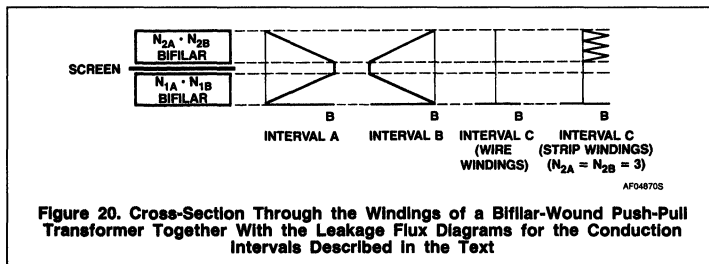 N2A · N2B
BIFILAR
SCREEN
N1A · N1B
BIFILAR
B
INTERVAL A
B
INTERVAL B
B
INTERVAL C
(WIRE
WINDINGS)
B
INTERVAL C
(STRIP WINDINGS)
(N2A = N2B = 3)
AF04870S
Figure 20. Cross-Section Through the Windings of a Bifilar-Wound Push-Pull
Transformer Together With the Leakage Flux Diagrams for the Conduction
Intervals Described in the Text